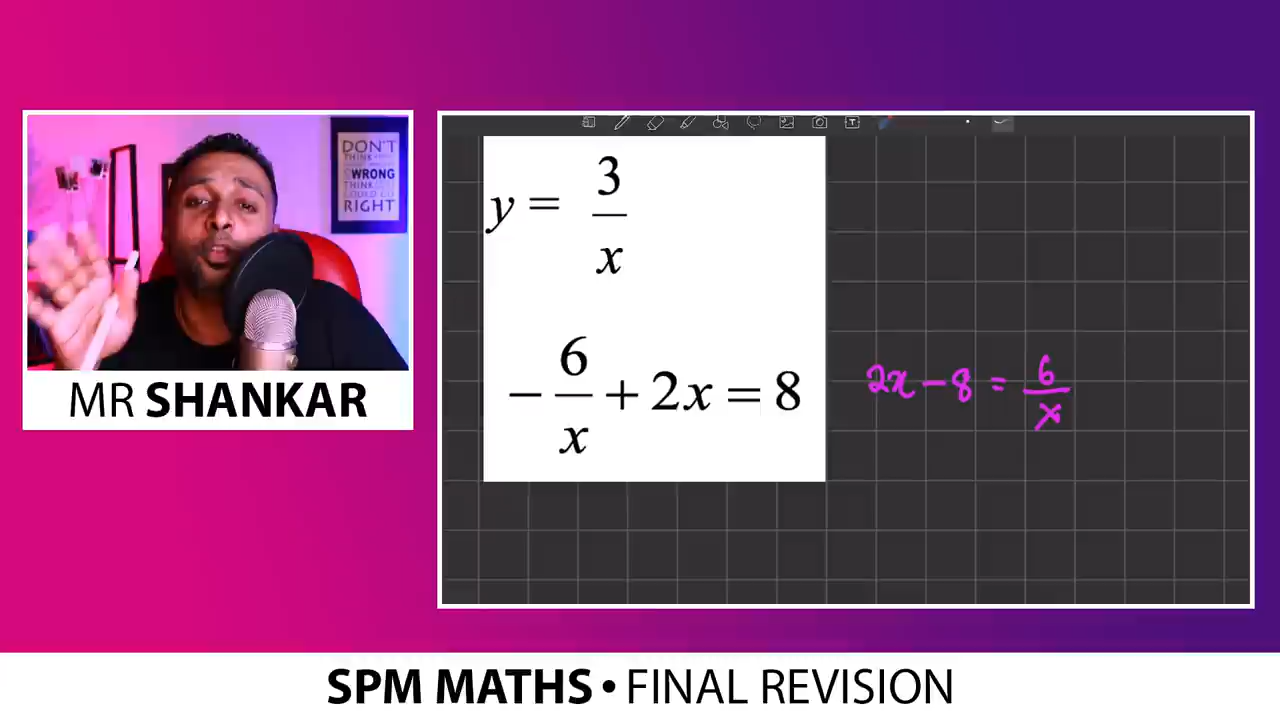 DON'T
THINK
WRONG
THINK
RIGHT
MR SHANKAR
y = 3/x
-6/x + 2x = 8
2x - 8 = 6/x
SPM MATHS • FINAL REVISION